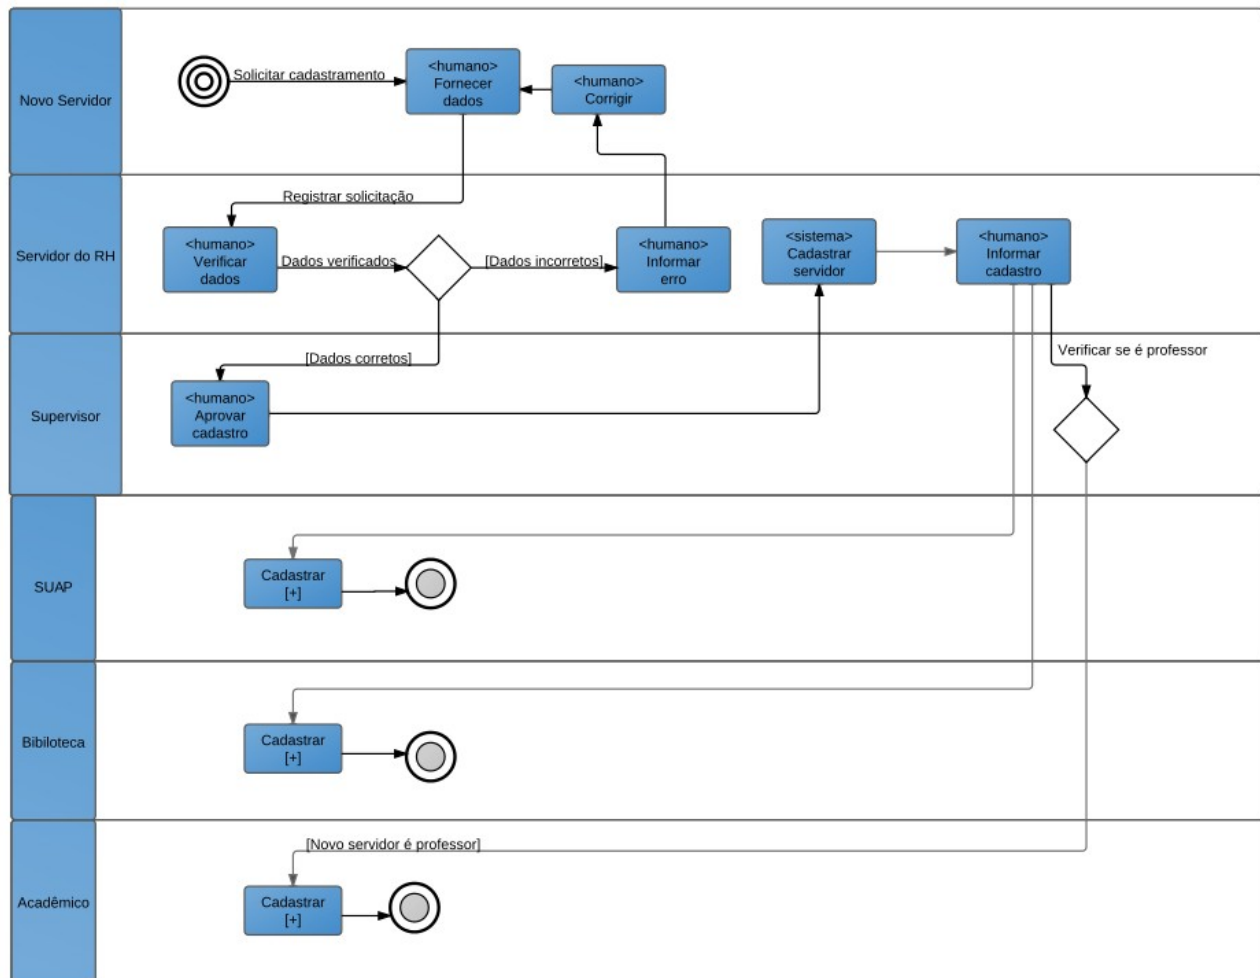 Novo Servidor
Solicitar cadastramento
<humano>
Fornecer
dados
<humano>
Corrigir
Servidor do RH
Registrar solicitação
<humano>
Verificar
dados
Dados verificados
[Dados incorretos]
<humano>
Informar
erro
<sistema>
Cadastrar
servidor
<humano>
Informar
cadastro
Supervisor
[Dados corretos]
<humano>
Aprovar
cadastro
Verificar se é professor
SUAP
Cadastrar
[+]
Bibiloteca
Cadastrar
[+]
Acadêmico
[Novo servidor é professor]
Cadastrar
[+]